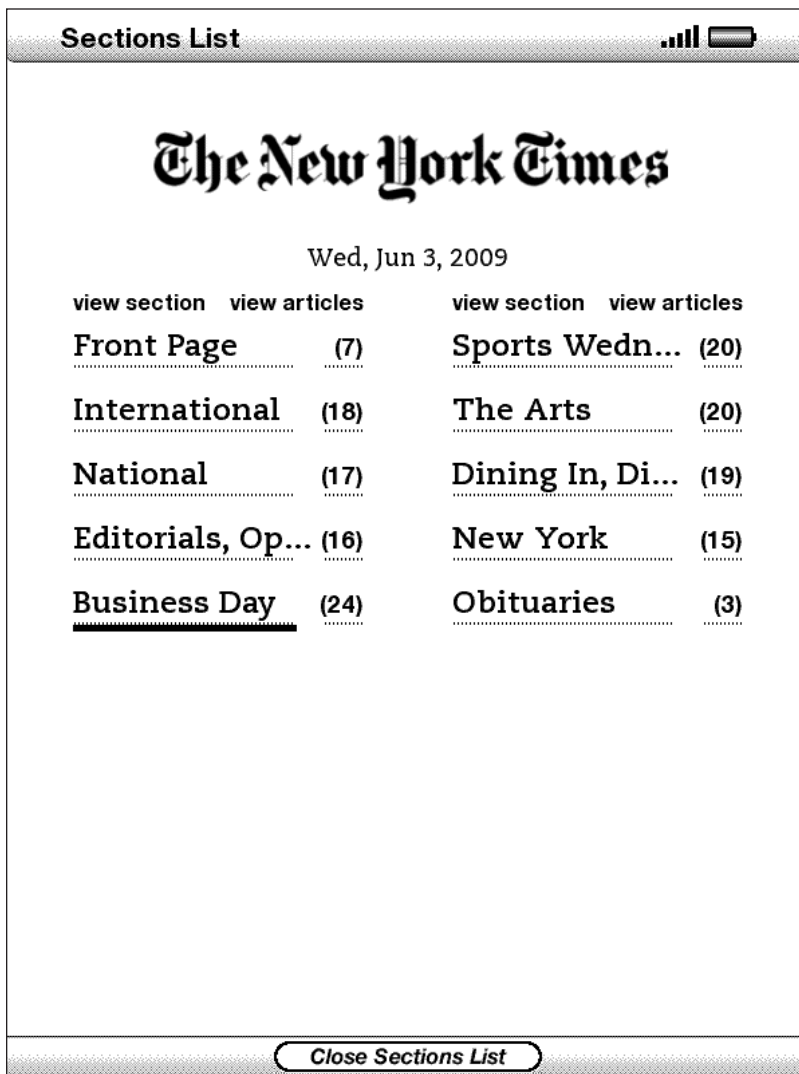 Sections List
The New York Times
Wed, Jun 3, 2009
view section view articles view section view articles
Front Page (7) Sports Wedn... (20)
International (18) The Arts (20)
National (17) Dining In, Di... (19)
Editorials, Op... (16) New York (15)
Business Day (24) Obituaries (3)
Close Sections List